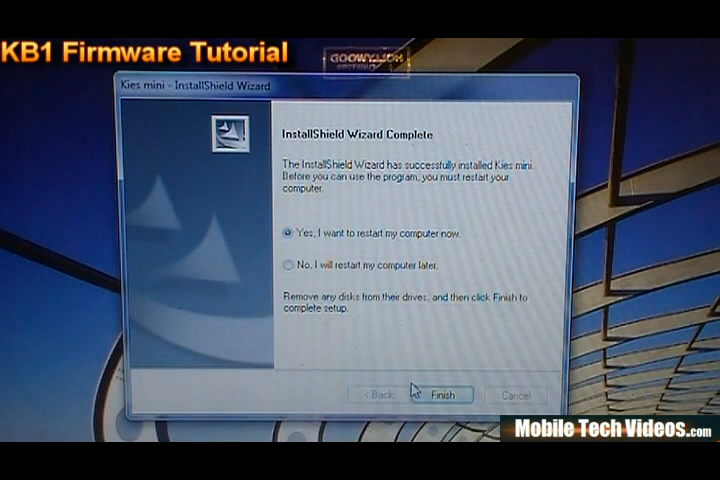 KB1 Firmware Tutorial
Kies mini - InstallShield Wizard
InstallShield Wizard Complete
The InstallShield Wizard has successfully installed Kies mini.
Before you can use the program, you must restart your
computer.
Yes, I want to restart my computer now.
No, I will restart my computer later.
Remove any disks from their drives, and then click Finish to
complete setup.
< Back
Finish
Cancel
Mobile Tech Videos.com